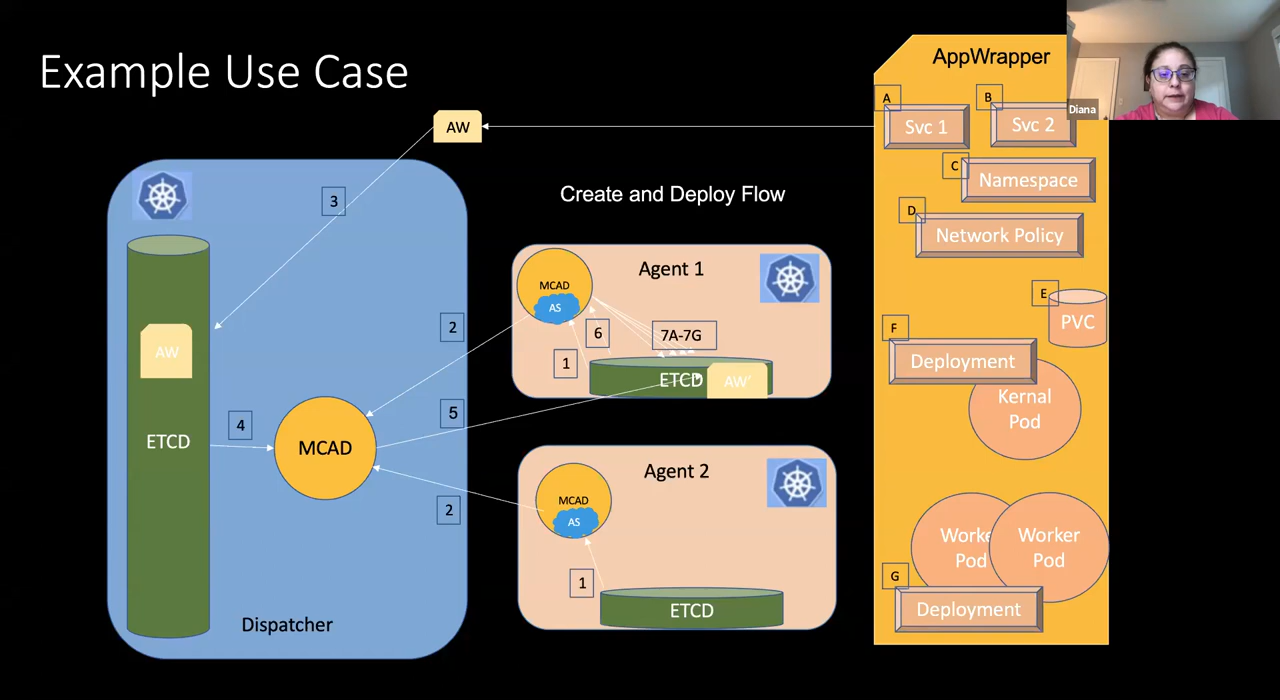 Example Use Case
AW
3
Create and Deploy Flow
AppWrapper
Diana
A
Svc 1
B
Svc 2
C
Namespace
D
Network Policy
E
PVC
F
Deployment
Kernal
Pod
Worker
Pod
Worke
Pod
G
Deployment
AW
ETCD
4
MCAD
Dispatcher
2
5
2
Agent 1
MCAD
AS
6
7A-7G
1
ETCD
AW'
Agent 2
MCAD
AS
1
ETCD